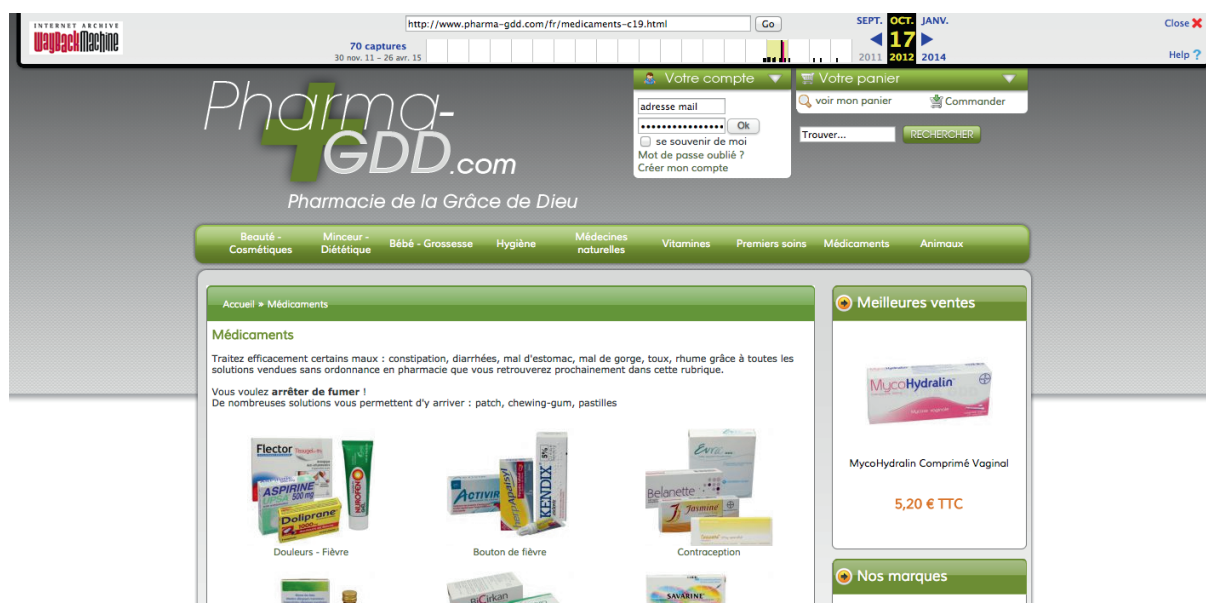 INTERNET ARCHIVE
WayBackMachine
http://www.pharma-gdd.com/fr/medicaments-c19.html
Go
70 captures
30 nov. 11 - 26 avr. 15
SEPT. OCT. JANV.
17
2011 2012 2014
Close
Help ?
Pharma-
GDD.com
Pharmacie de la Grâce de Dieu
Votre compte
adresse mail
Ok
se souvenir de moi
Mot de passe oublié ?
Créer mon compte
Votre panier
voir mon panier
Commander
Trouver...
RECHERCHER
Beauté -
Cosmétiques
Minceur -
Diététique
Bébé - Grossesse
Hygiène
Médecines
naturelles
Vitamines
Premiers soins
Médicaments
Animaux
Accueil » Médicaments
Médicaments
Traitez efficacement certains maux : constipation, diarrhées, mal d'estomac, mal de gorge, toux, rhume grâce à toutes les
solutions vendues sans ordonnance en pharmacie que vous retrouverez prochainement dans cette rubrique.
Vous voulez arrêter de fumer !
De nombreuses solutions vous permettent d'y arriver : patch, chewing-gum, pastilles
Flector
ASPIRINE
500 mg
Doliprane
1000
NUROFEN
Douleurs - Fièvre
ACTIVIR
HerpApaisyl
KENDIX 5%
Bouton de fièvre
Evra
Belanette
Jasmine
Contraception
BiCirkan
SAVARINE
Meilleures ventes
MycoHydralin
MycoHydralin Comprimé Vaginal
5,20 € TTC
Nos marques